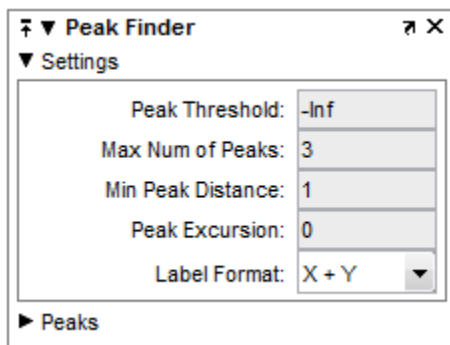 Peak Finder
Settings
Peak Threshold: -Inf
Max Num of Peaks: 3
Min Peak Distance: 1
Peak Excursion: 0
Label Format: X + Y
Peaks